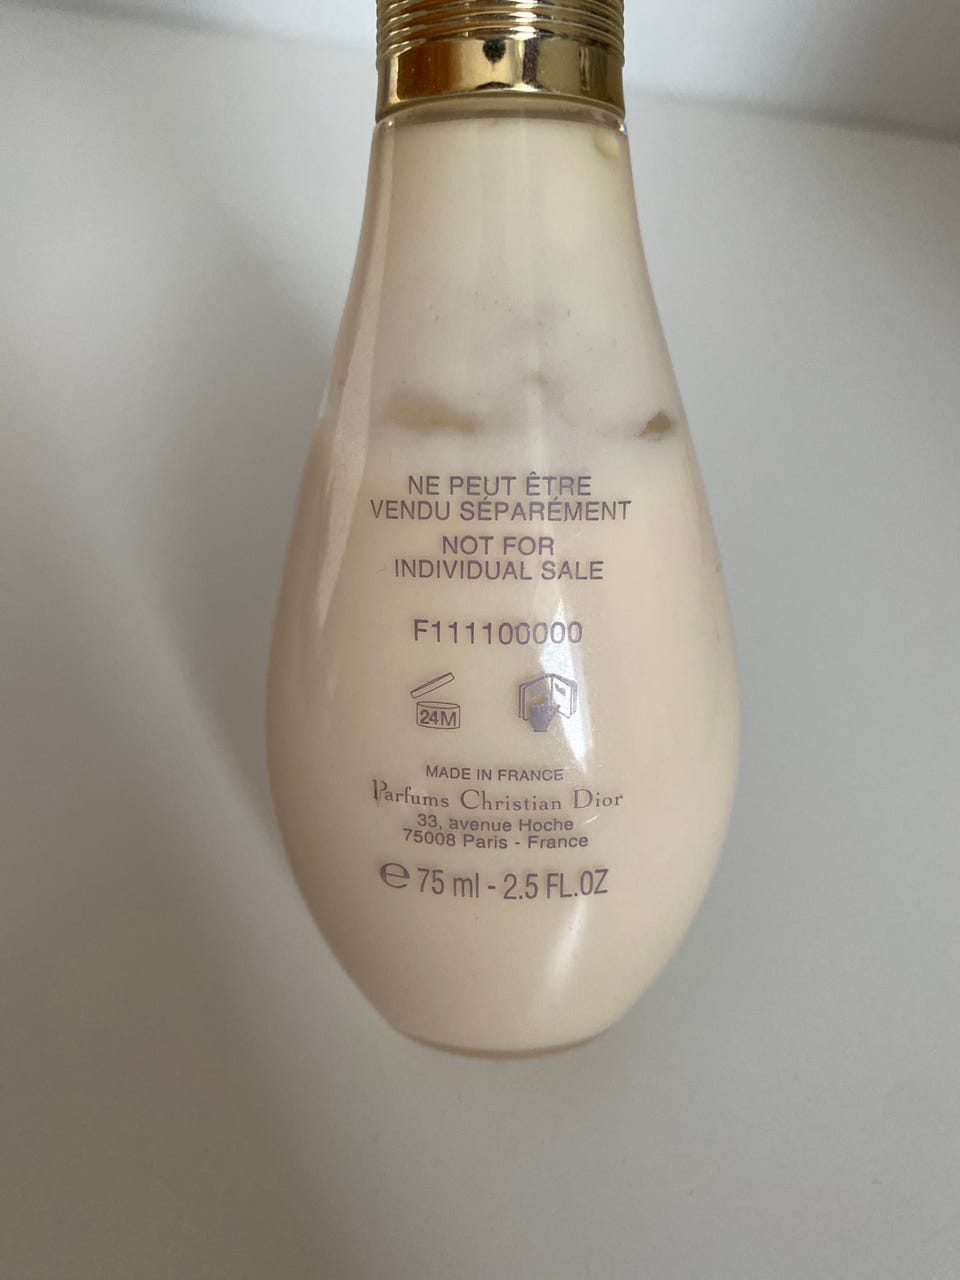 NE PEUT ÊTRE
VENDU SÉPARÉMENT
NOT FOR
INDIVIDUAL SALE
F111100000
24M
MADE IN FRANCE
Parfums Christian Dior
33, avenue Hoche
75008 Paris - France
℮ 75 ml - 2.5 FL.OZ